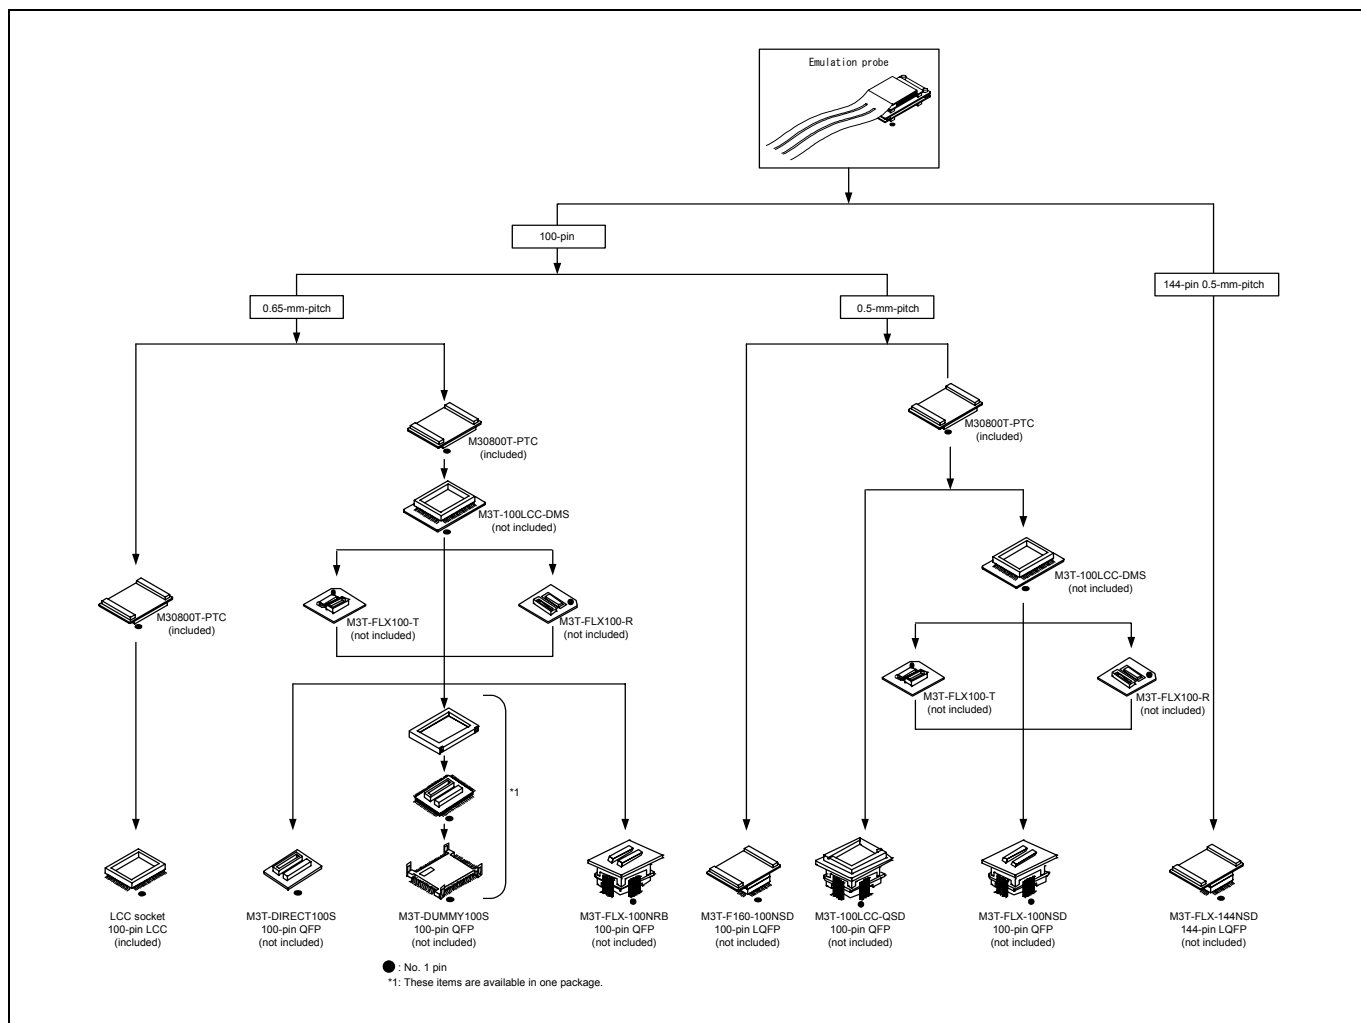 Emulation probe
100-pin
0.65-mm-pitch
0.5-mm-pitch
144-pin 0.5-mm-pitch
M30800T-PTC
(included)
M30800T-PTC
(included)
M3T-100LCC-DMS
(not included)
M3T-100LCC-DMS
(not included)
M30800T-PTC
(included)
M3T-FLX100-T
(not included)
M3T-FLX100-R
(not included)
M3T-FLX100-T
(not included)
M3T-FLX100-R
(not included)
*1
LCC socket
100-pin LCC
(included)
M3T-DIRECT100S
100-pin QFP
(not included)
M3T-DUMMY100S
100-pin QFP
(not included)
M3T-FLX-100NRB
100-pin QFP
(not included)
M3T-F160-100NSD
100-pin LQFP
(not included)
M3T-100LCC-QSD
100-pin QFP
(not included)
M3T-FLX-100NSD
100-pin QFP
(not included)
M3T-FLX-144NSD
144-pin LQFP
(not included)
● : No. 1 pin
*1: These items are available in one package.